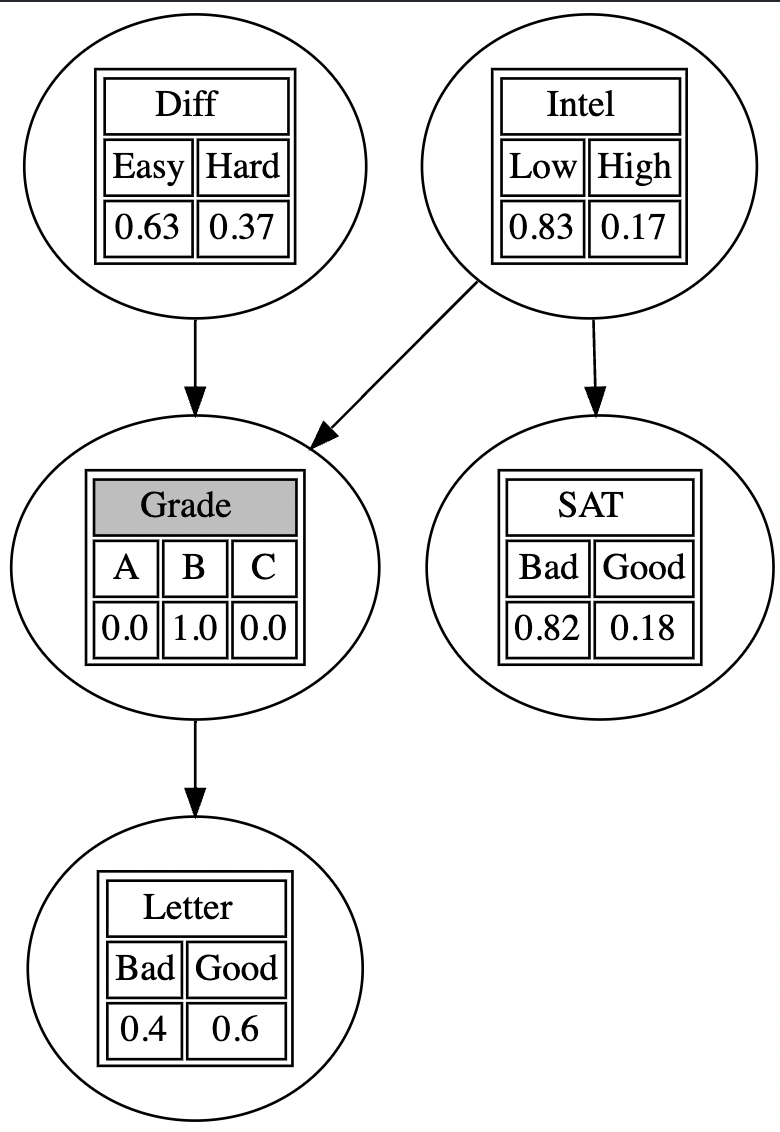 Diff
Easy Hard
0.63 0.37
Intel
Low High
0.83 0.17
Grade
A B C
0.0 1.0 0.0
SAT
Bad Good
0.82 0.18
Letter
Bad Good
0.4 0.6